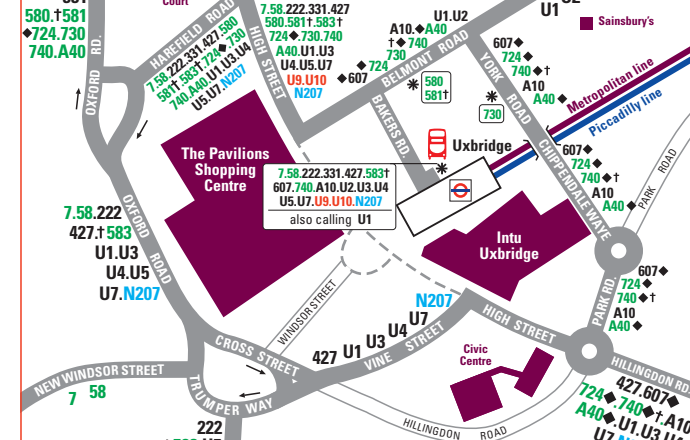 580.†581
◆724.730
740.A40
OXFORD RD.
Court
HAREFIELD ROAD
7.58.222.331.427.580
581†.583†.724◆.730
740.A40.U1.U3.U4
U5.U7.N207
HIGH STREET
7.58.222.331.427
580.581†.583†
724◆.730.740
A40.U1.U3
U4.U5.U7
U9.U10
N207
U1.U2
A10.◆A40
†◆740
730
◆724
◆607
BELMONT ROAD
580
581†
BAKERS RD.
U1
Sainsbury's
YORK ROAD
607◆
724◆
740◆†
A10
A40◆
730
Metropolitan line
Piccadilly line
Uxbridge
CHIPPENDALE WAYE
607◆
724◆
740◆†
A10
A40◆
PARK ROAD
The Pavilions
Shopping
Centre
7.58.222.331.427.583†
607.740.A10.U2.U3.U4
U5.U7.U9.U10.N207
also calling U1
7.58.222
427.†583
U1.U3
U4.U5
U7.N207
OXFORD ROAD
Intu
Uxbridge
607◆
724◆
740◆†
A10
A40◆
PARK RD.
WINDSOR STREET
N207
HIGH STREET
CROSS STREET
427 U1 U3 U4 U7
VINE STREET
NEW WINDSOR STREET
7 58
TRUMPER WAY
222
Civic
Centre
HILLINGDON ROAD
HILLINGDON RD.
427.607◆
724◆.740◆†.A10
A40◆.U1.U3.U
U7.N